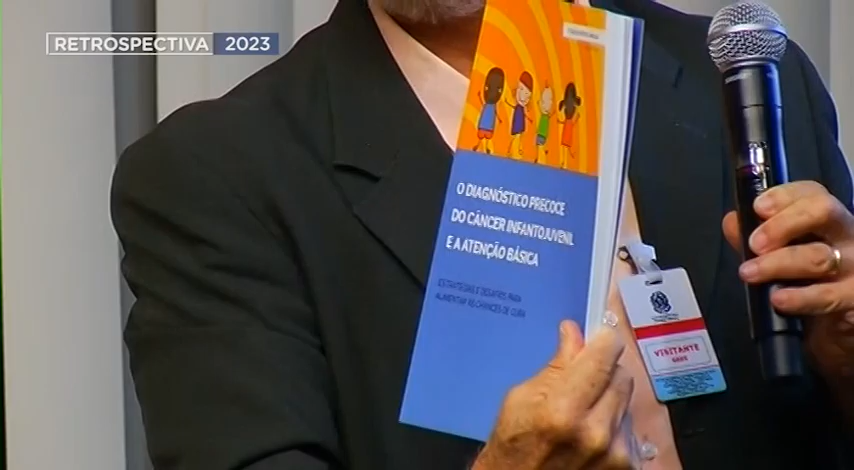 RETROSPECTIVA 2023
O DIAGNÓSTICO PRECOCE
DO CÂNCER INFANTOJUVENIL
E A ATENÇÃO BÁSICA
ESTRATÉGIAS E DESAFIOS PARA
AUMENTAR AS CHANCES DE CURA
VISITANTE